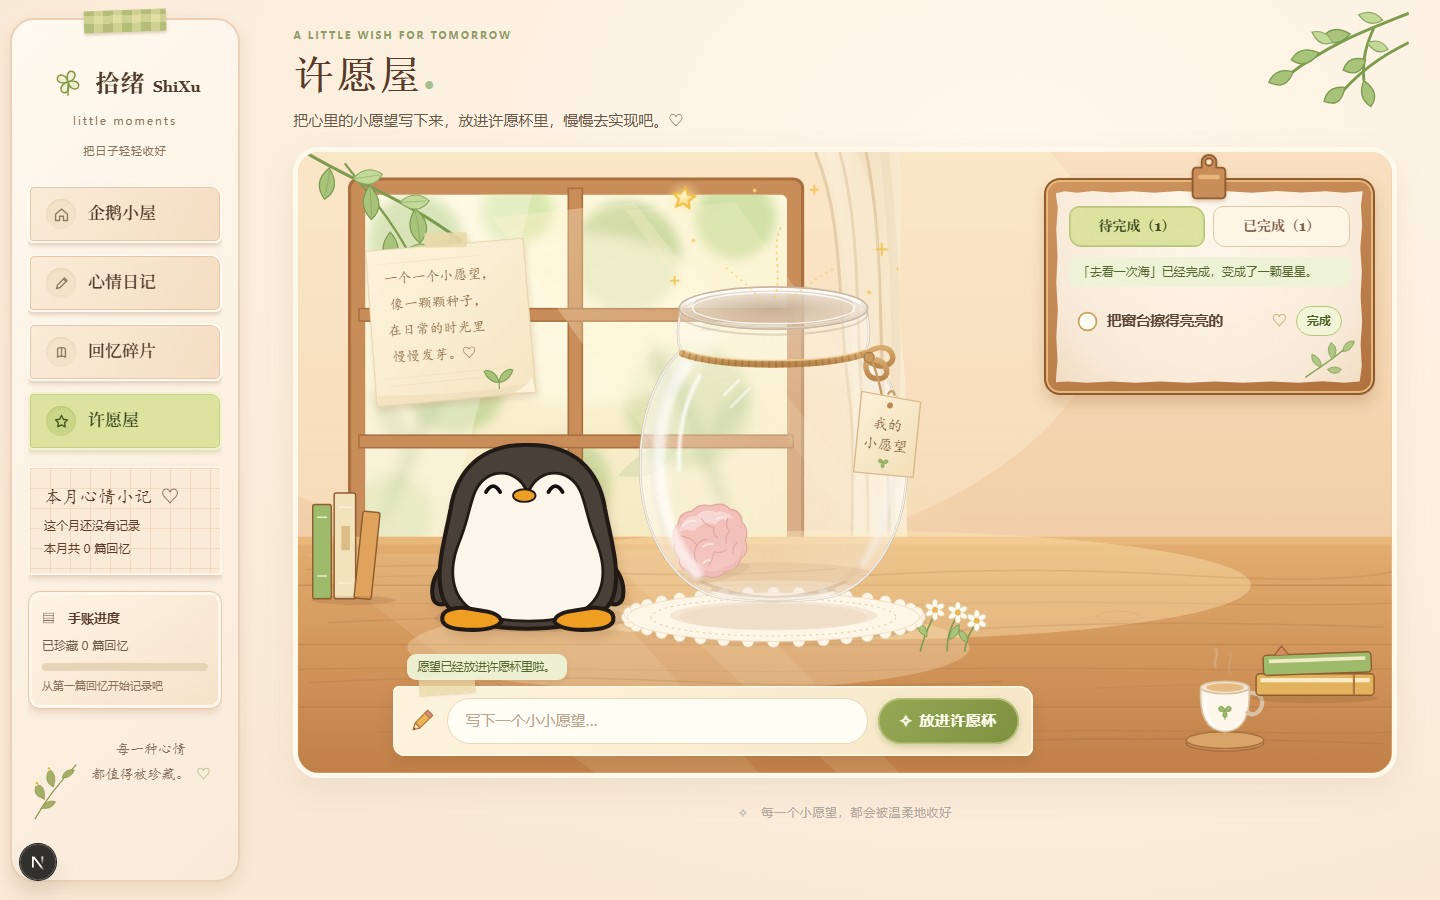 拾绪 ShiXu
little moments
把日子轻轻收好
企鹅小屋
心情日记
回忆碎片
许愿屋
本月心情小记 ♡
这个月还没有记录
本月共 0 篇回忆
手账进度
已珍藏 0 篇回忆
从第一篇回忆开始记录吧
每一种心情
都值得被珍藏。 ♡
N
A LITTLE WISH FOR TOMORROW
许愿屋
把心里的小愿望写下来，放进许愿杯里，慢慢去实现吧。♡
一个一个小愿望，
像一颗颗种子，
在日常的时光里
慢慢发芽。♡
我的
小愿望
待完成（1）
已完成（1）
「去看一次海」已经完成，变成了一颗星星。
把窗台擦得亮亮的
♡ 完成
愿望已经放进许愿杯里啦。
写下一个小小愿望...
✧ 放进许愿杯
✧ 每一个小愿望，都会被温柔地收好